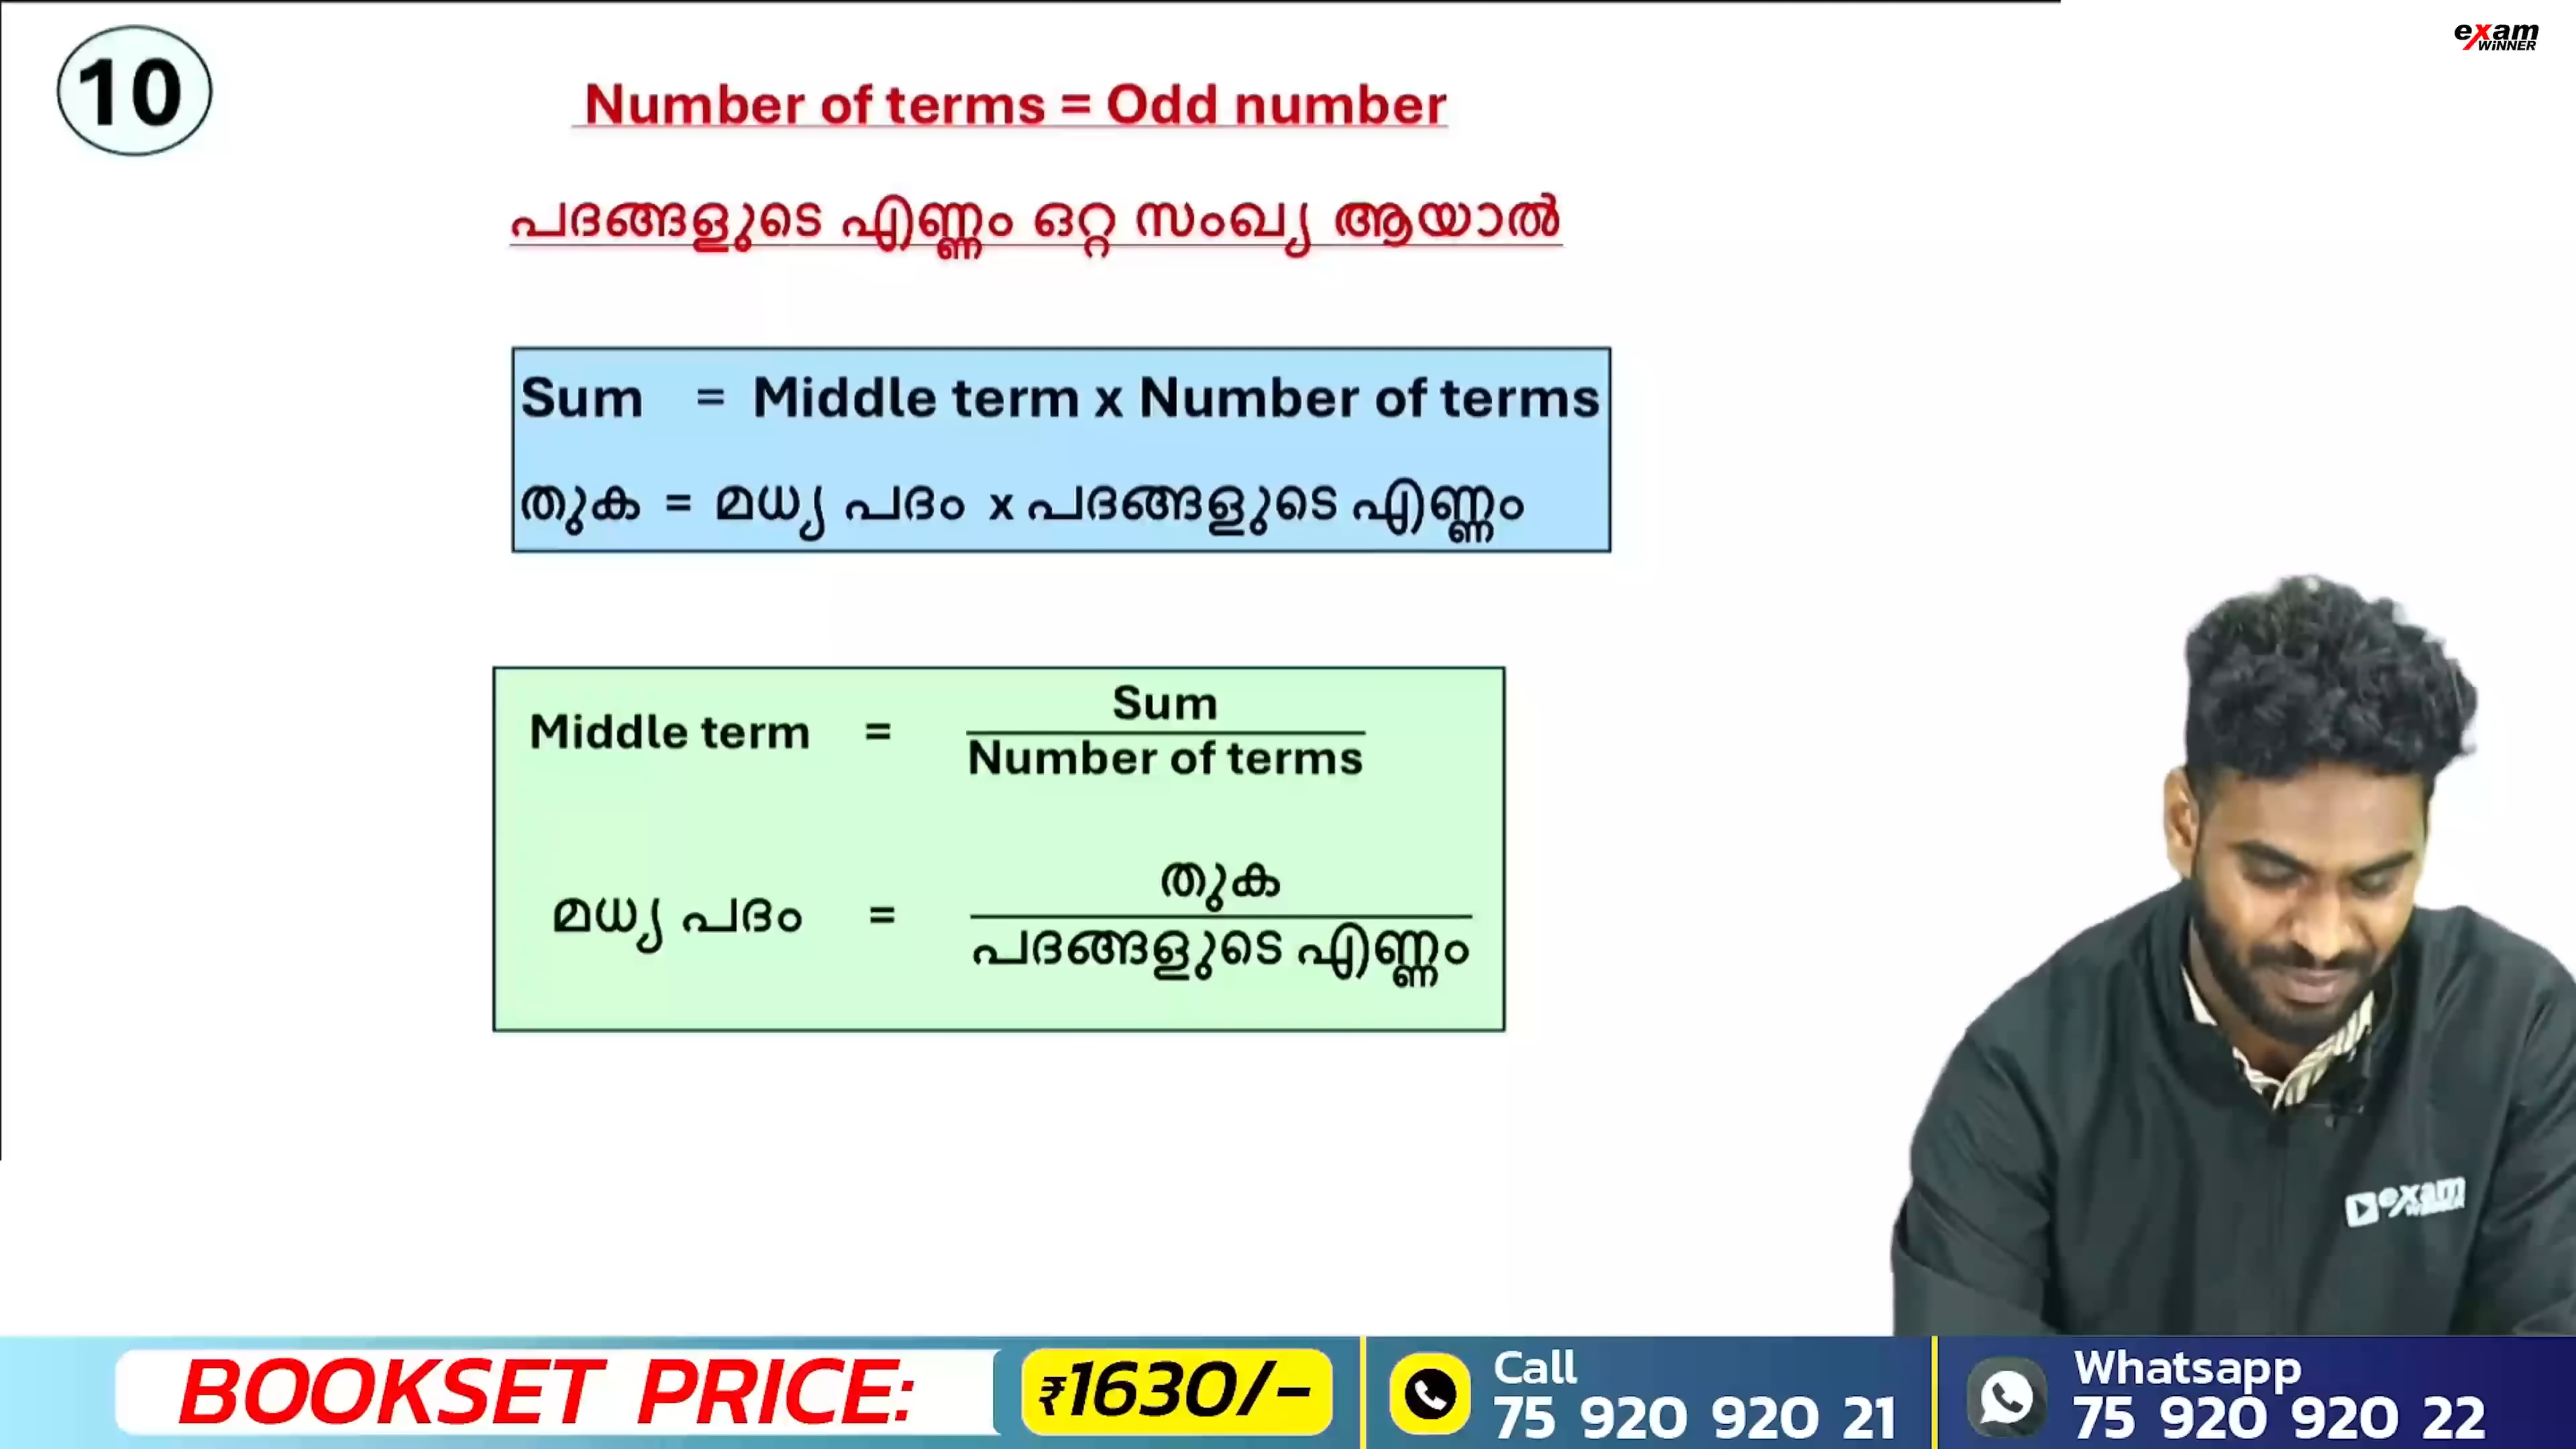 10
exam
WiNNER
Number of terms = Odd number
പദങ്ങളുടെ എണ്ണം ഒറ്റ സംഖ്യ ആയാൽ
Sum = Middle term x Number of terms
തുക = മധ്യ പദം x പദങ്ങളുടെ എണ്ണം
Middle term = Sum
Number of terms
മധ്യ പദം = തുക
പദങ്ങളുടെ എണ്ണം
exam
WINNER
BOOKSET PRICE: ₹1630/-
Call
75 920 920 21
Whatsapp
75 920 920 22